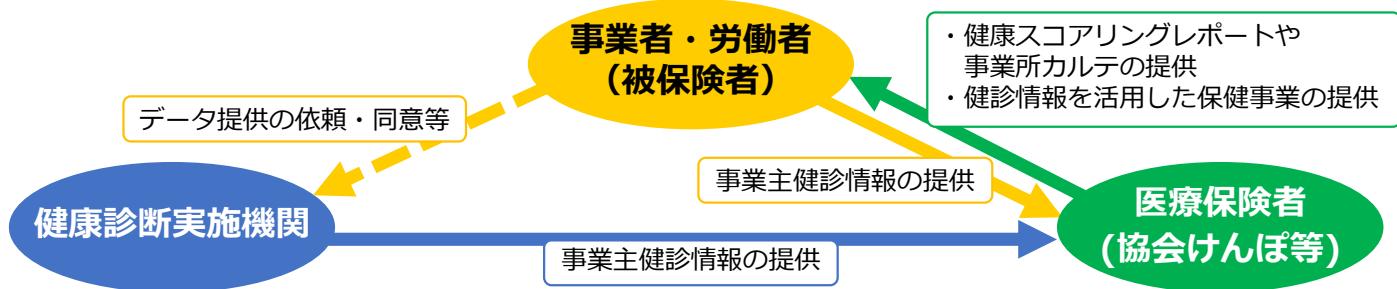 事業者・労働者
（被保険者）
・健康スコアリングレポートや
事業所カルテの提供
・健診情報を活用した保健事業の提供
データ提供の依頼・同意等
事業主健診情報の提供
健康診断実施機関
医療保険者
(協会けんぽ等)
事業主健診情報の提供